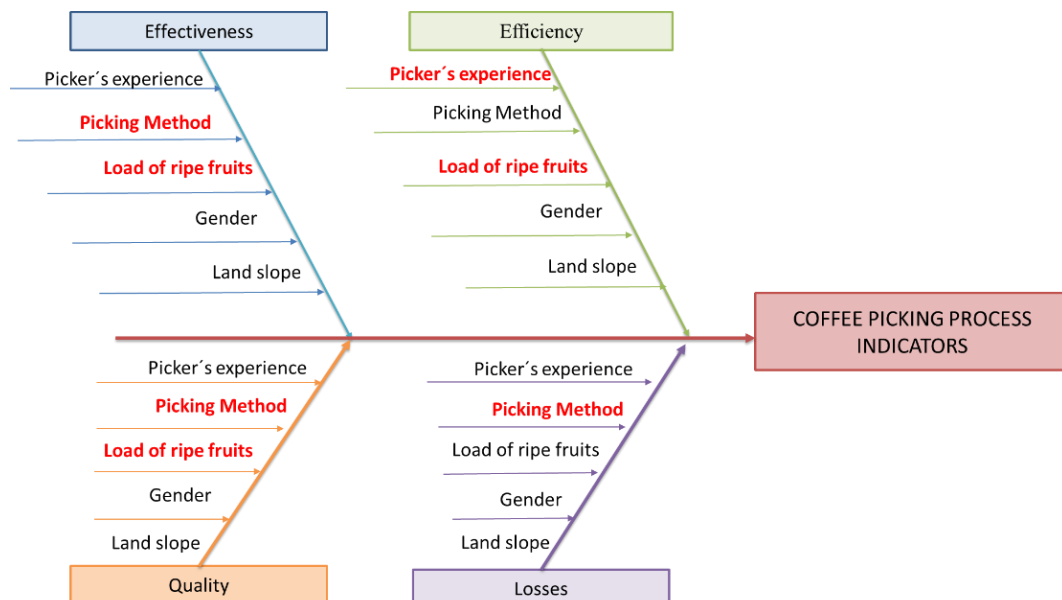 Effectiveness
Picker´s experience
Picking Method
Load of ripe fruits
Gender
Land slope
Efficiency
Picker´s experience
Picking Method
Load of ripe fruits
Gender
Land slope
COFFEE PICKING PROCESS
INDICATORS
Picker´s experience
Picking Method
Load of ripe fruits
Gender
Land slope
Quality
Picker´s experience
Picking Method
Load of ripe fruits
Gender
Land slope
Losses